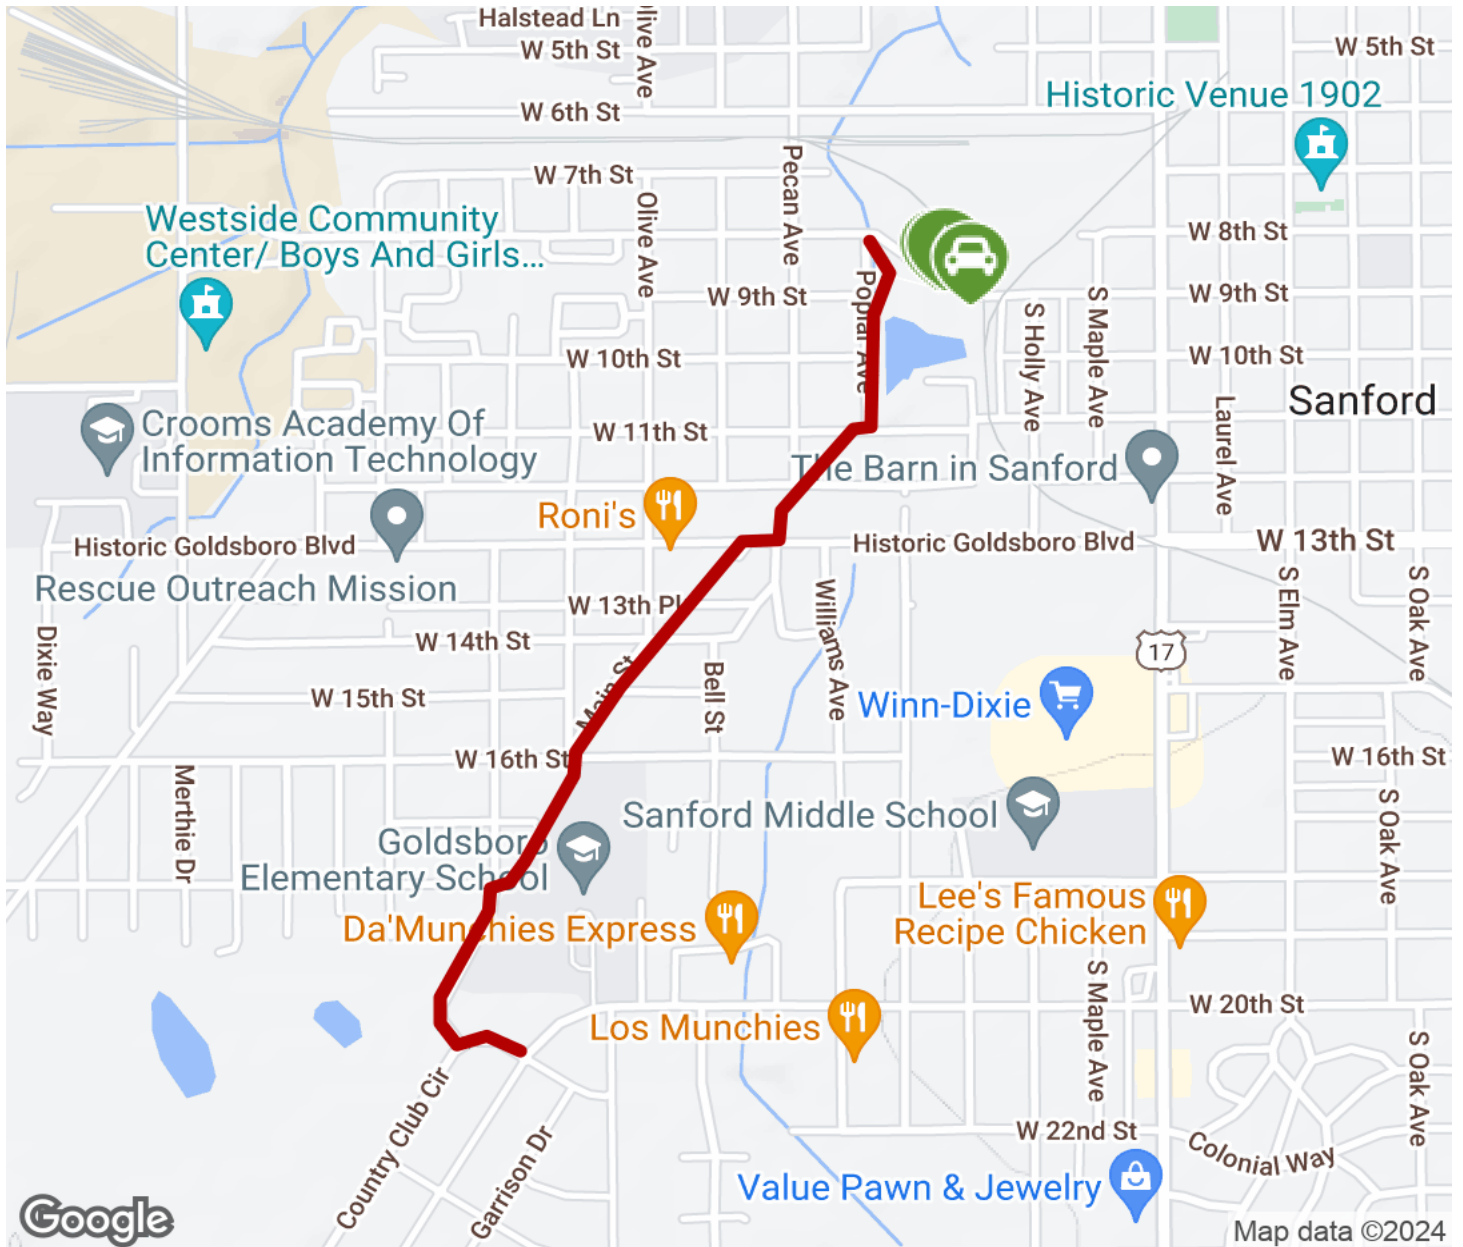 Halstead Ln
W 5th St
Olive Ave
W 5th St
Historic Venue 1902
W 6th St
Pecan Ave
W 7th St
Olive Ave
Westside Community
Center/ Boys And Girls...
W 8th St
W 9th St
Poplar Ave
W 9th St
S Holly Ave
S Maple Ave
W 10th St
W 10th St
Sanford
Laurel Ave
Crooms Academy Of
Information Technology
W 11th St
The Barn in Sanford
Roni's
Historic Goldsboro Blvd
Historic Goldsboro Blvd
W 13th St
Rescue Outreach Mission
W 13th Pl
Williams Ave
S Elm Ave
S Oak Ave
Dixie Way
W 14th St
17
Main St
Bell St
W 15th St
Winn-Dixie
W 16th St
W 16th St
Merthie Dr
Sanford Middle School
S Oak Ave
Goldsboro
Elementary School
Lee's Famous
Recipe Chicken
Da'Munchies Express
S Maple Ave
W 20th St
Los Munchies
S Oak Ave
Country Club Cir
Garrison Dr
W 22nd St
Colonial Way
Value Pawn & Jewelry
Google
Map data ©2024